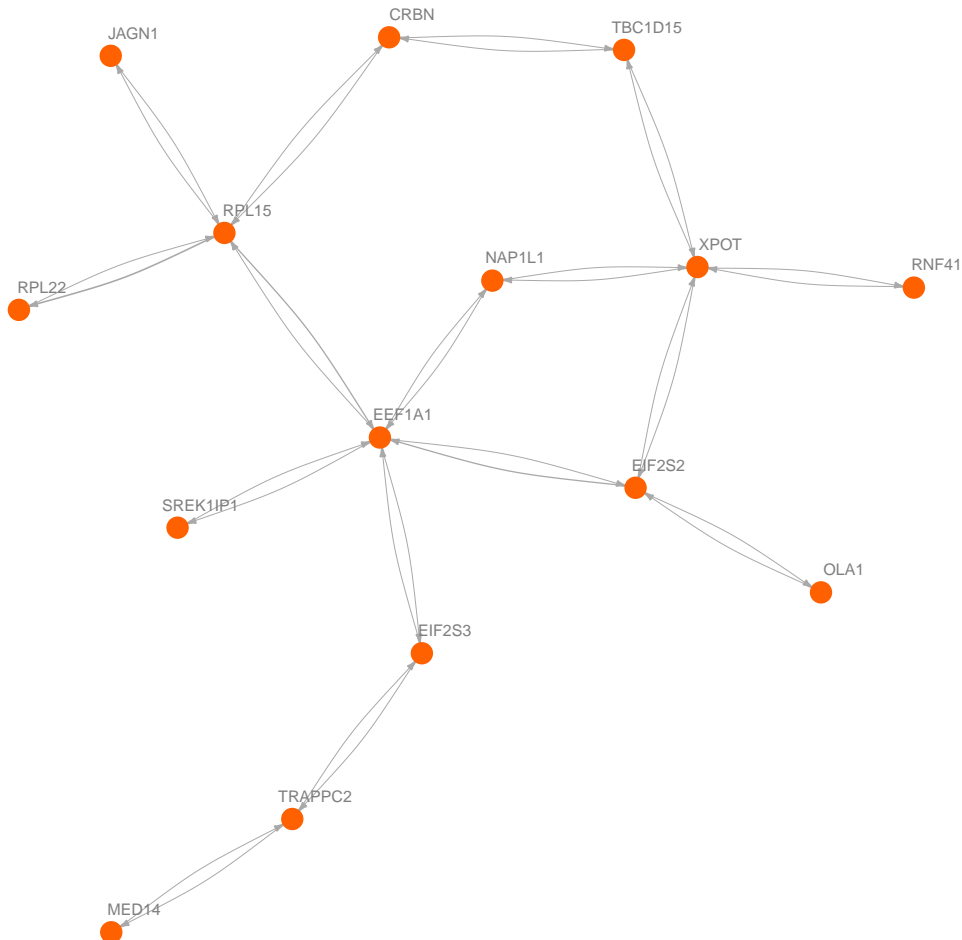 CRBN
TBC1D15
JAGN1
RPL15
XPOT
NAP1L1
RNF41
RPL22
EEF1A1
EIF2S2
SREK1IP1
OLA1
EIF2S3
TRAPPC2
MED14